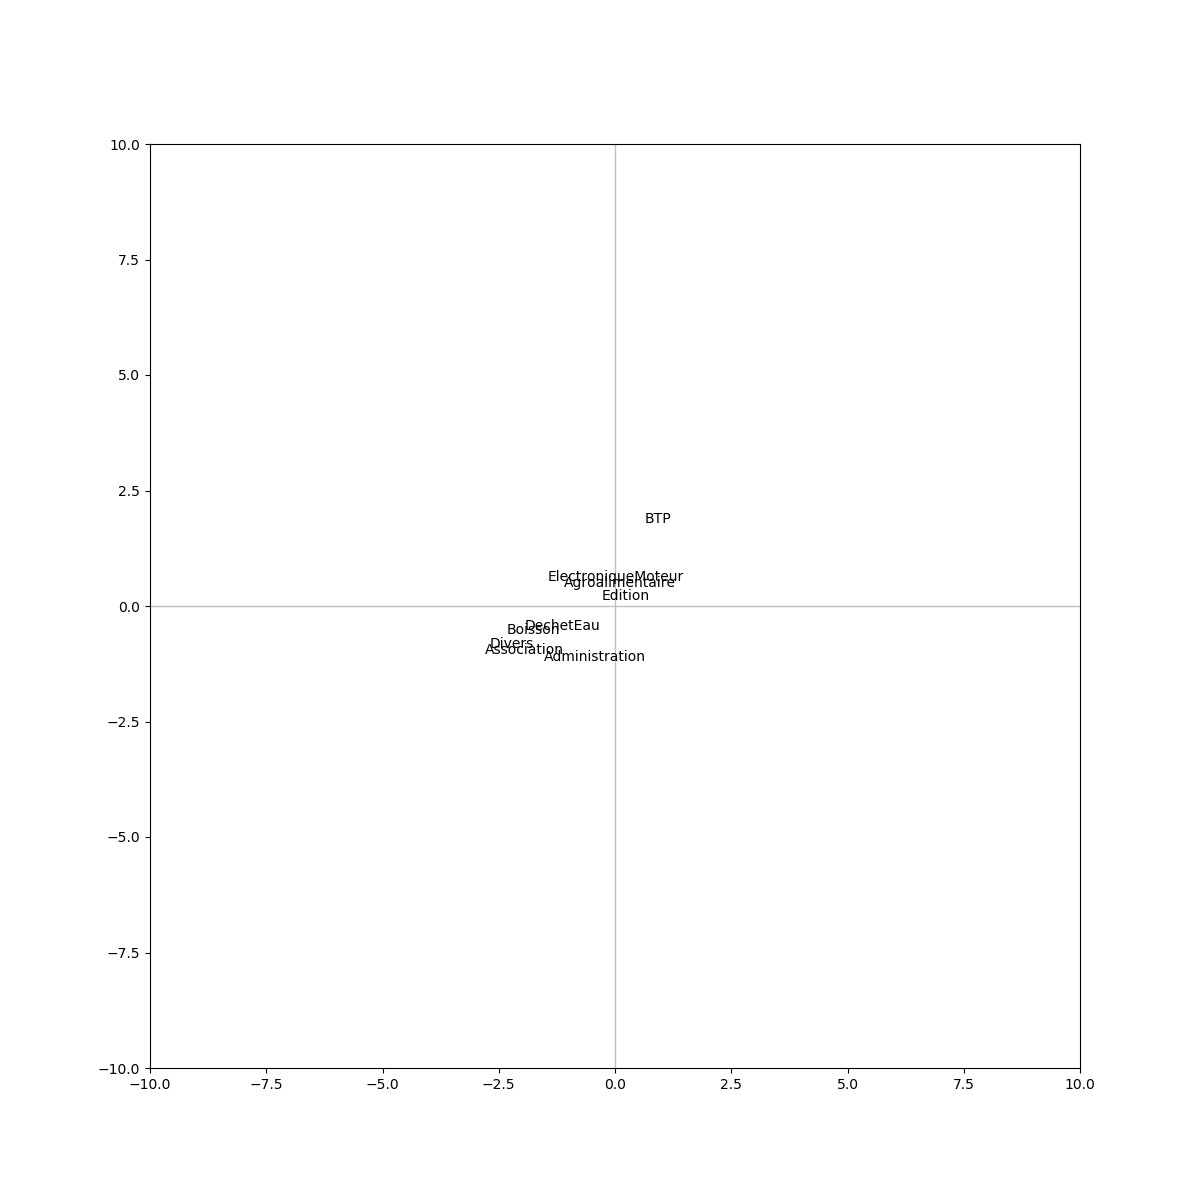 10.0
7.5
5.0
2.5
BTP
ElectroniqueMoteur
Agroalimentaire
Edition
0.0
DechetEau
Boisson
Divers
Association
Administration
−2.5
−5.0
−7.5
−10.0
−10.0 −7.5 −5.0 −2.5 0.0 2.5 5.0 7.5 10.0